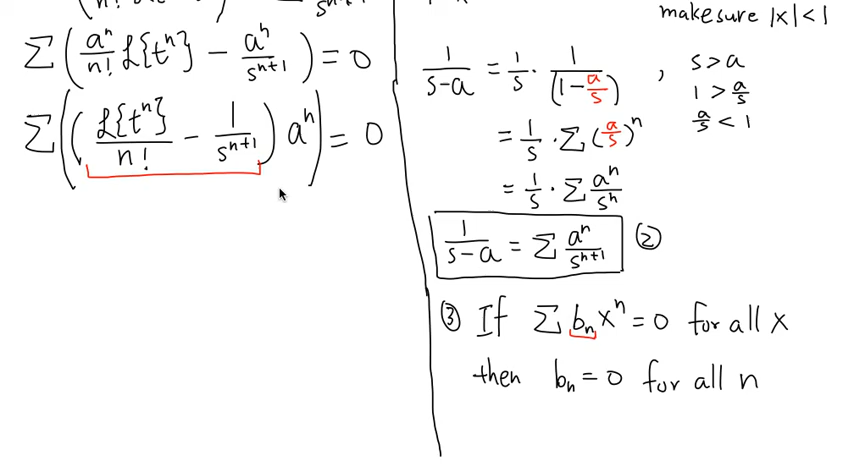 Σ(aⁿ/n! ℒ{tⁿ} − aⁿ/sⁿ⁺¹) = 0
Σ((ℒ{tⁿ}/n! − 1/sⁿ⁺¹) aⁿ) = 0
make sure |x| < 1
1/(s−a) = 1/s · 1/(1−a/s) , s > a
1 > a/s
= 1/s · Σ(a/s)ⁿ a/s < 1
= 1/s · Σ aⁿ/sⁿ
1/(s−a) = Σ aⁿ/sⁿ⁺¹ ②
③ If Σ bₙxⁿ = 0 for all x
then bₙ = 0 for all n